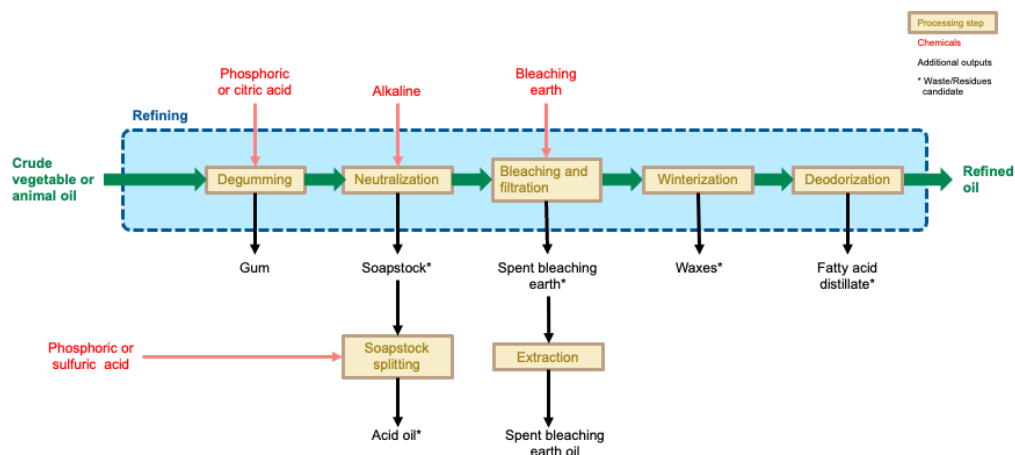 Processing step
Chemicals
Additional outputs
* Waste/Residues
candidate
Phosphoric
or citric acid
Alkaline
Bleaching
earth
Refining
Crude
vegetable or
animal oil
Degumming
Neutralization
Bleaching and
filtration
Winterization
Deodorization
Refined
oil
Gum
Soapstock*
Spent bleaching
earth*
Waxes*
Fatty acid
distillate*
Phosphoric or
sulfuric acid
Soapstock
splitting
Extraction
Acid oil*
Spent bleaching
earth oil